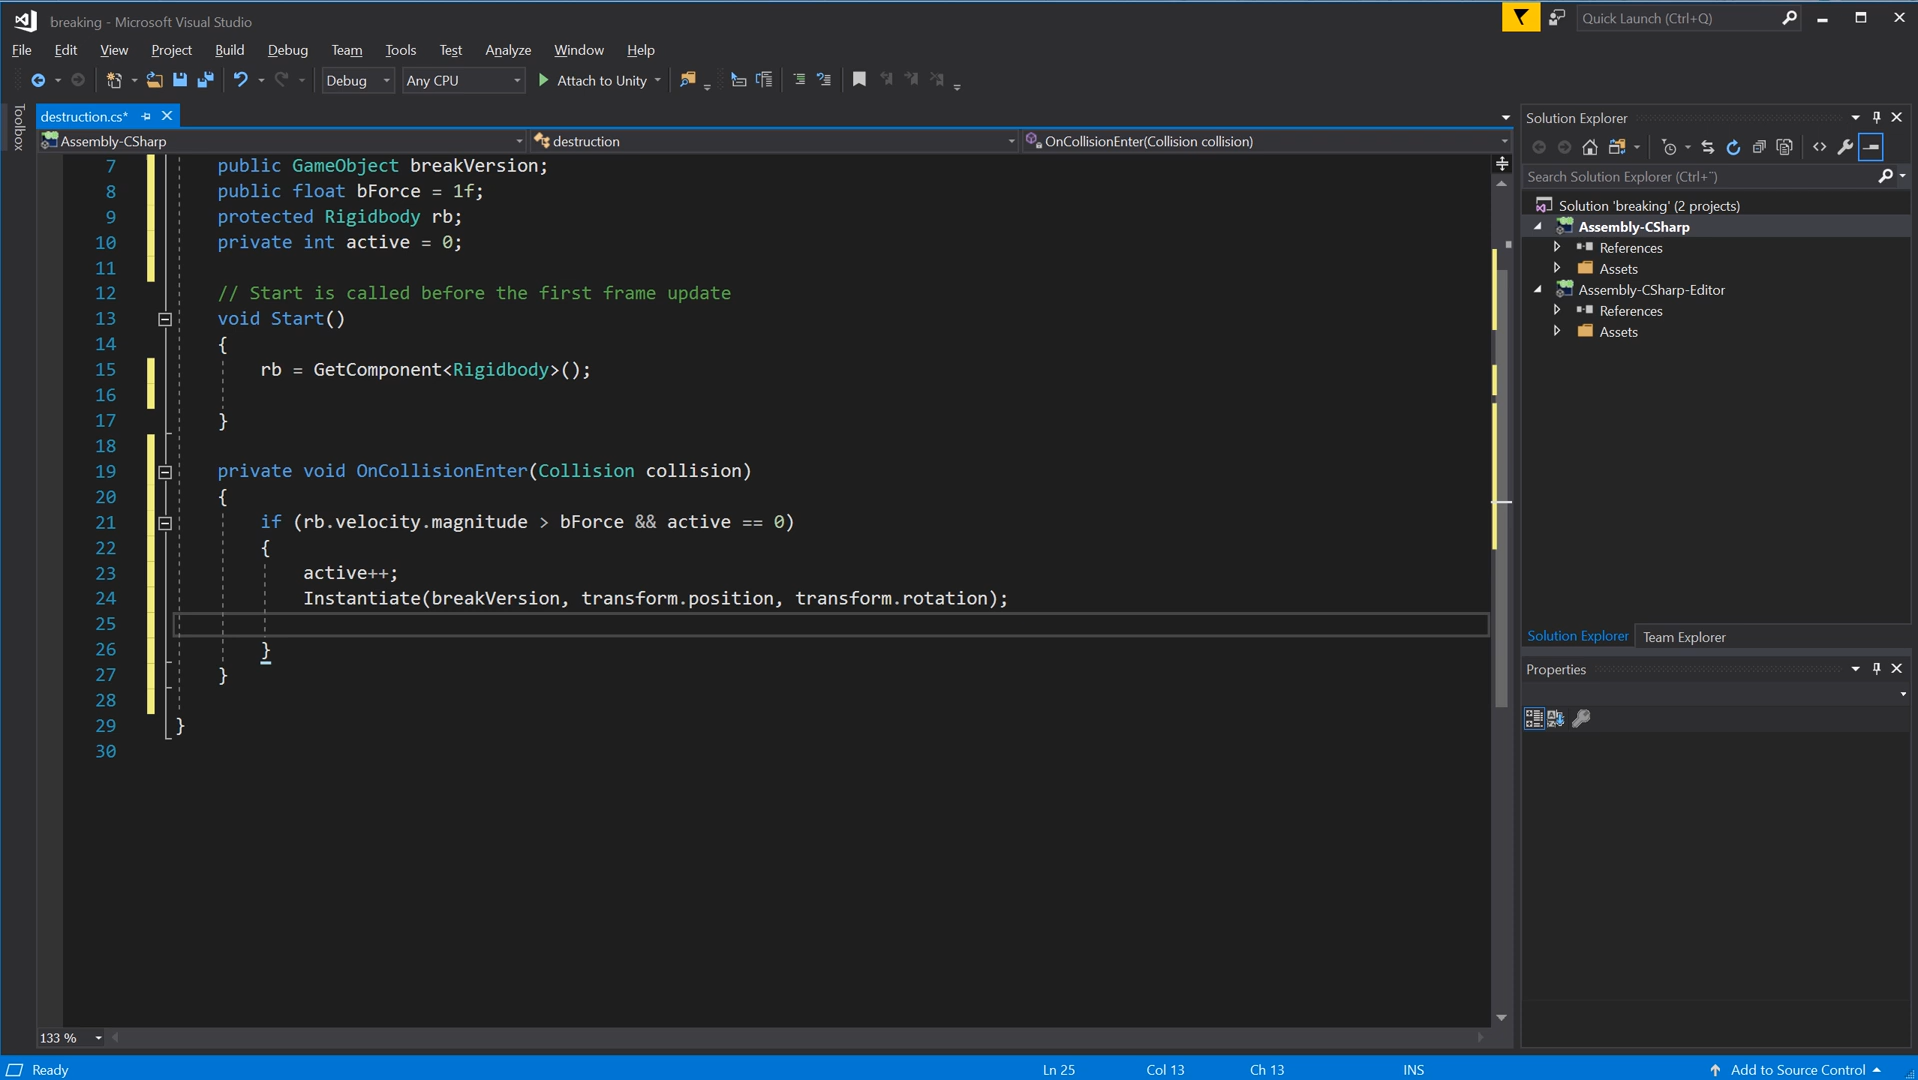 breaking - Microsoft Visual Studio
Quick Launch (Ctrl+Q)
File Edit View Project Build Debug Team Tools Test Analyze Window Help
Debug Any CPU Attach to Unity
Toolbox
destruction.cs*
Assembly-CSharp destruction OnCollisionEnter(Collision collision)
7 public GameObject breakVersion;
8 public float bForce = 1f;
9 protected Rigidbody rb;
10 private int active = 0;
11
12 // Start is called before the first frame update
13 void Start()
14 {
15 rb = GetComponent<Rigidbody>();
16
17 }
18
19 private void OnCollisionEnter(Collision collision)
20 {
21 if (rb.velocity.magnitude > bForce && active == 0)
22 {
23 active++;
24 Instantiate(breakVersion, transform.position, transform.rotation);
25
26 }
27 }
28
29 }
30
133 %
Solution Explorer
Search Solution Explorer (Ctrl+¨)
Solution 'breaking' (2 projects)
Assembly-CSharp
References
Assets
Assembly-CSharp-Editor
References
Assets
Solution Explorer Team Explorer
Properties
Ready Ln 25 Col 13 Ch 13 INS Add to Source Control